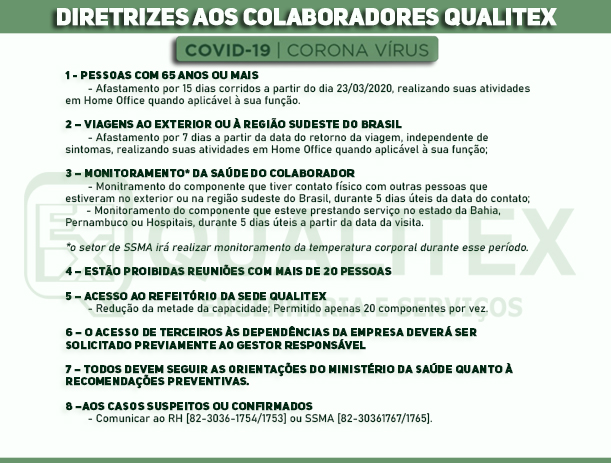 DIRETRIZES AOS COLABORADORES QUALITEX
COVID-19 | CORONA VÍRUS
1 - PESSOAS COM 65 ANOS OU MAIS
- Afastamento por 15 dias corridos a partir do dia 23/03/2020, realizando suas atividades
em Home Office quando aplicável à sua função.
2 – VIAGENS AO EXTERIOR OU À REGIÃO SUDESTE DO BRASIL
- Afastamento por 7 dias a partir da data do retorno da viagem, independente de
sintomas, realizando suas atividades em Home Office quando aplicável à sua função;
3 – MONITORAMENTO* DA SAÚDE DO COLABORADOR
- Monitramento do componente que tiver contato físico com outras pessoas que
estiveram no exterior ou na região sudeste do Brasil, durante 5 dias úteis da data do contato;
- Monitoramento do componente que esteve prestando serviço no estado da Bahia,
Pernambuco ou Hospitais, durante 5 dias úteis a partir da data da visita.
*o setor de SSMA irá realizar monitoramento da temperatura corporal durante esse período.
4 – ESTÃO PROIBIDAS REUNIÕES COM MAIS DE 20 PESSOAS
5 – ACESSO AO REFEITÓRIO DA SEDE QUALITEX
- Redução da metade da capacidade; Permitido apenas 20 componentes por vez.
6 – O ACESSO DE TERCEIROS ÀS DEPENDÊNCIAS DA EMPRESA DEVERÁ SER
SOLICITADO PREVIAMENTE AO GESTOR RESPONSÁVEL
7 – TODOS DEVEM SEGUIR AS ORIENTAÇÕES DO MINISTÉRIO DA SAÚDE QUANTO À
RECOMENDAÇÕES PREVENTIVAS.
8 –AOS CASOS SUSPEITOS OU CONFIRMADOS
- Comunicar ao RH [82-3036-1754/1753] ou SSMA [82-30361767/1765].
QUALITEX
ENGENHARIA E SERVIÇOS